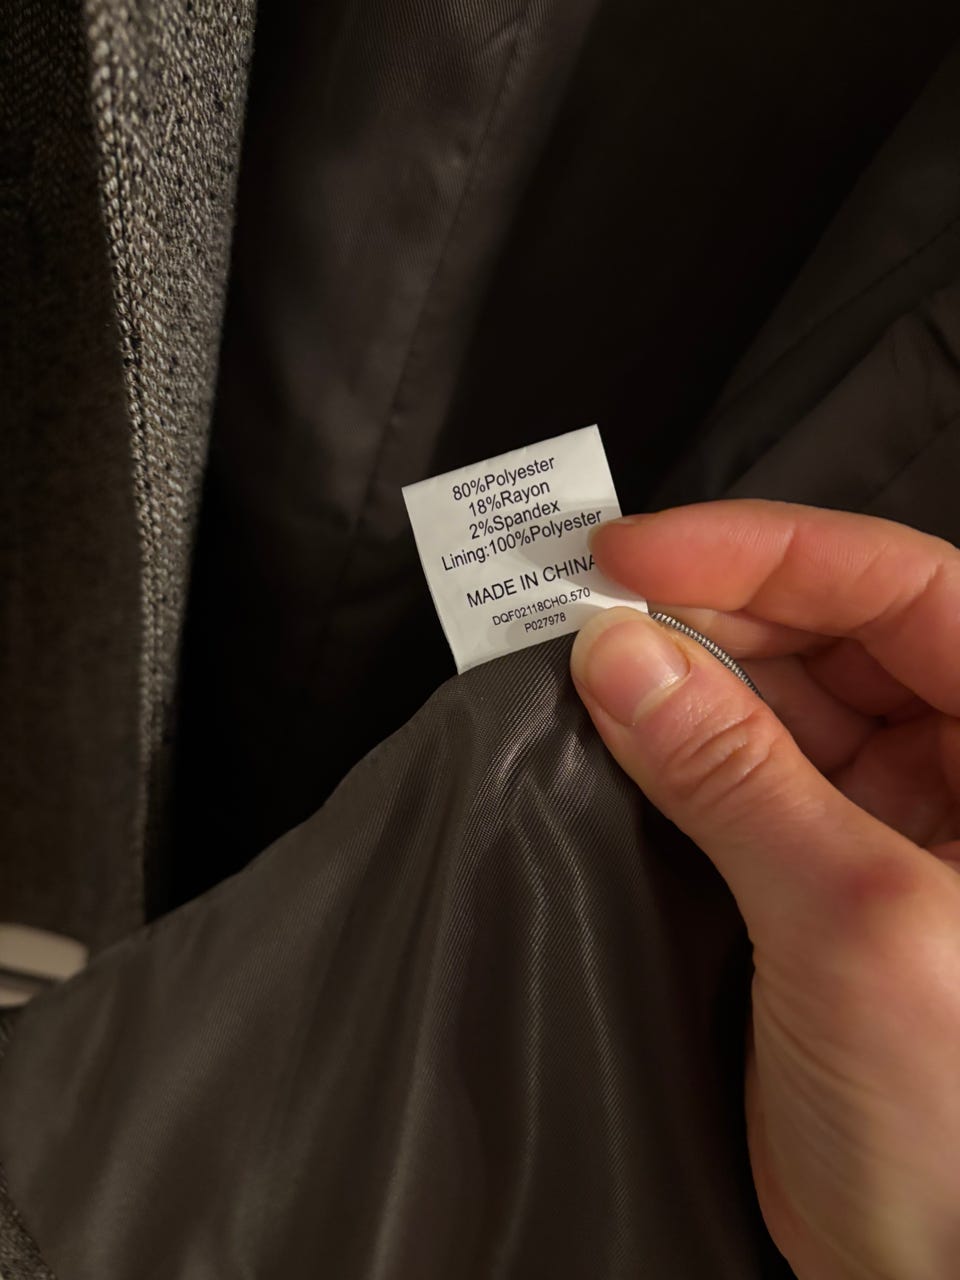 80%Polyester
18%Rayon
2%Spandex
Lining:100%Polyester
MADE IN CHINA
DQF02118CHO.570
P027978